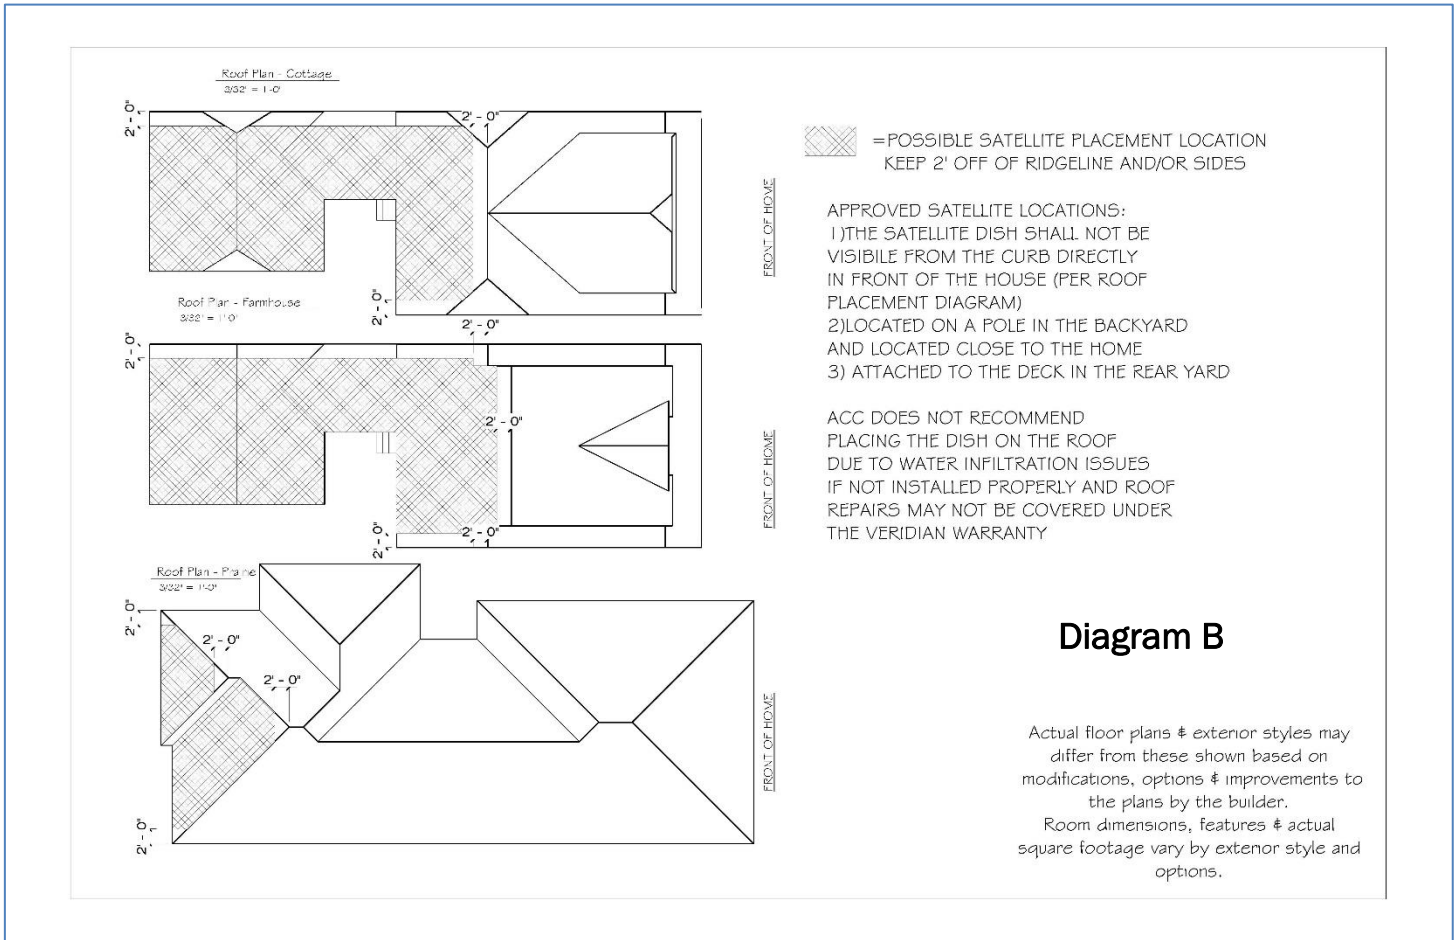 Roof Plan - Cottage
3/32" = 1'-0"
2' - 0"
2' - 0"
2' - 0"
FRONT OF HOME
Roof Plan - Farmhouse
3/32" = 1'-0"
2' - 0"
2' - 0"
2' - 0"
2' - 0"
2' - 0"
FRONT OF HOME
Roof Plan - Prairie
3/32" = 1'-0"
2' - 0"
2' - 0"
2' - 0"
2' - 0"
FRONT OF HOME
=POSSIBLE SATELLITE PLACEMENT LOCATION
KEEP 2' OFF OF RIDGELINE AND/OR SIDES
APPROVED SATELLITE LOCATIONS:
1)THE SATELLITE DISH SHALL NOT BE
VISIBILE FROM THE CURB DIRECTLY
IN FRONT OF THE HOUSE (PER ROOF
PLACEMENT DIAGRAM)
2)LOCATED ON A POLE IN THE BACKYARD
AND LOCATED CLOSE TO THE HOME
3) ATTACHED TO THE DECK IN THE REAR YARD
ACC DOES NOT RECOMMEND
PLACING THE DISH ON THE ROOF
DUE TO WATER INFILTRATION ISSUES
IF NOT INSTALLED PROPERLY AND ROOF
REPAIRS MAY NOT BE COVERED UNDER
THE VERIDIAN WARRANTY
Diagram B
Actual floor plans & exterior styles may
differ from these shown based on
modifications, options & improvements to
the plans by the builder.
Room dimensions, features & actual
square footage vary by exterior style and
options.